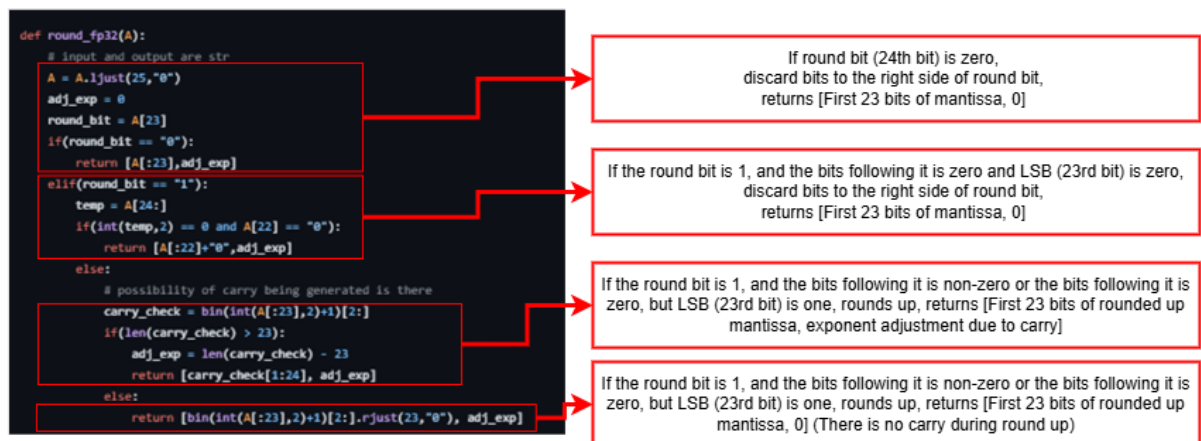 def round_fp32(A):
# input and output are str
A = A.ljust(25,"0")
adj_exp = 0
round_bit = A[23]
if(round_bit == "0"):
return [A[:23],adj_exp]
elif(round_bit == "1"):
temp = A[24:]
if(int(temp,2) == 0 and A[22] == "0"):
return [A[:22]+"0",adj_exp]
else:
# possibility of carry being generated is there
carry_check = bin(int(A[:23],2)+1)[2:]
if(len(carry_check) > 23):
adj_exp = len(carry_check) - 23
return [carry_check[1:24], adj_exp]
else:
return [bin(int(A[:23],2)+1)[2:].rjust(23,"0"), adj_exp]
If round bit (24th bit) is zero,
discard bits to the right side of round bit,
returns [First 23 bits of mantissa, 0]
If the round bit is 1, and the bits following it is zero and LSB (23rd bit) is zero,
discard bits to the right side of round bit,
returns [First 23 bits of mantissa, 0]
If the round bit is 1, and the bits following it is non-zero or the bits following it is
zero, but LSB (23rd bit) is one, rounds up, returns [First 23 bits of rounded up
mantissa, exponent adjustment due to carry]
If the round bit is 1, and the bits following it is non-zero or the bits following it is
zero, but LSB (23rd bit) is one, rounds up, returns [First 23 bits of rounded up
mantissa, 0] (There is no carry during round up)